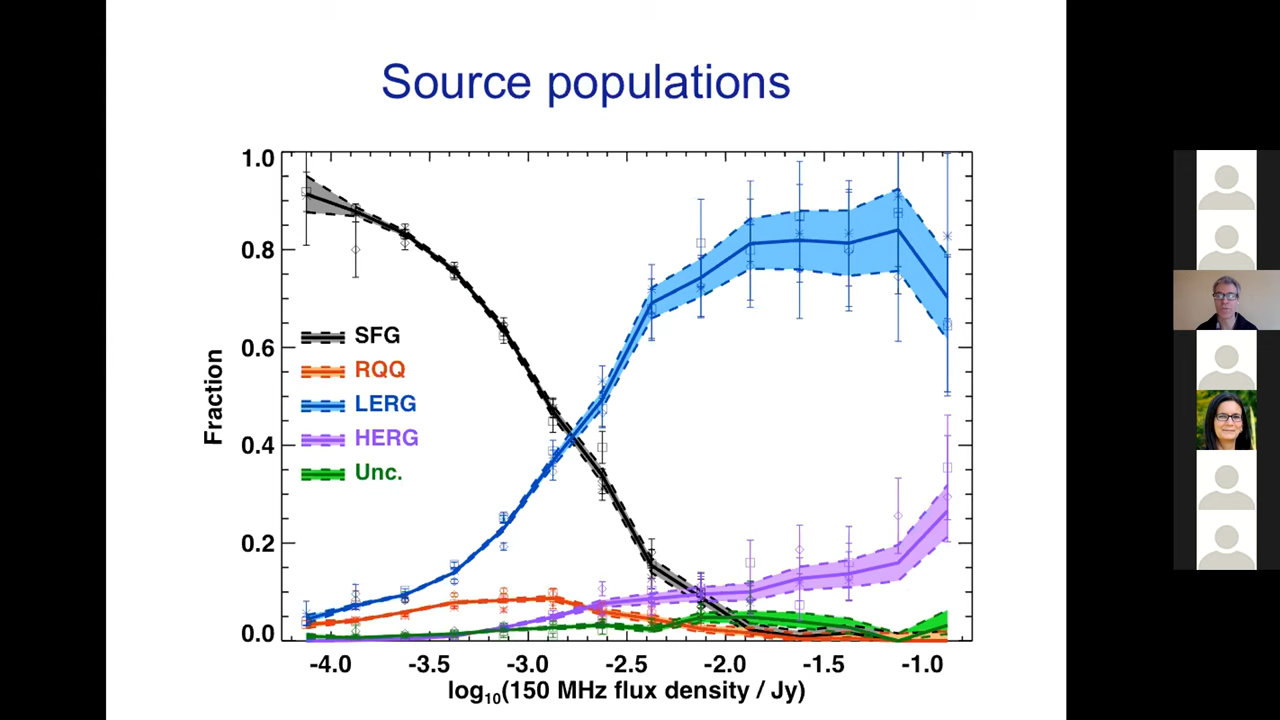 Source populations
1.0
0.8
0.6
0.4
0.2
0.0
Fraction
SFG
RQQ
LERG
HERG
Unc.
-4.0 -3.5 -3.0 -2.5 -2.0 -1.5 -1.0
log10(150 MHz flux density / Jy)